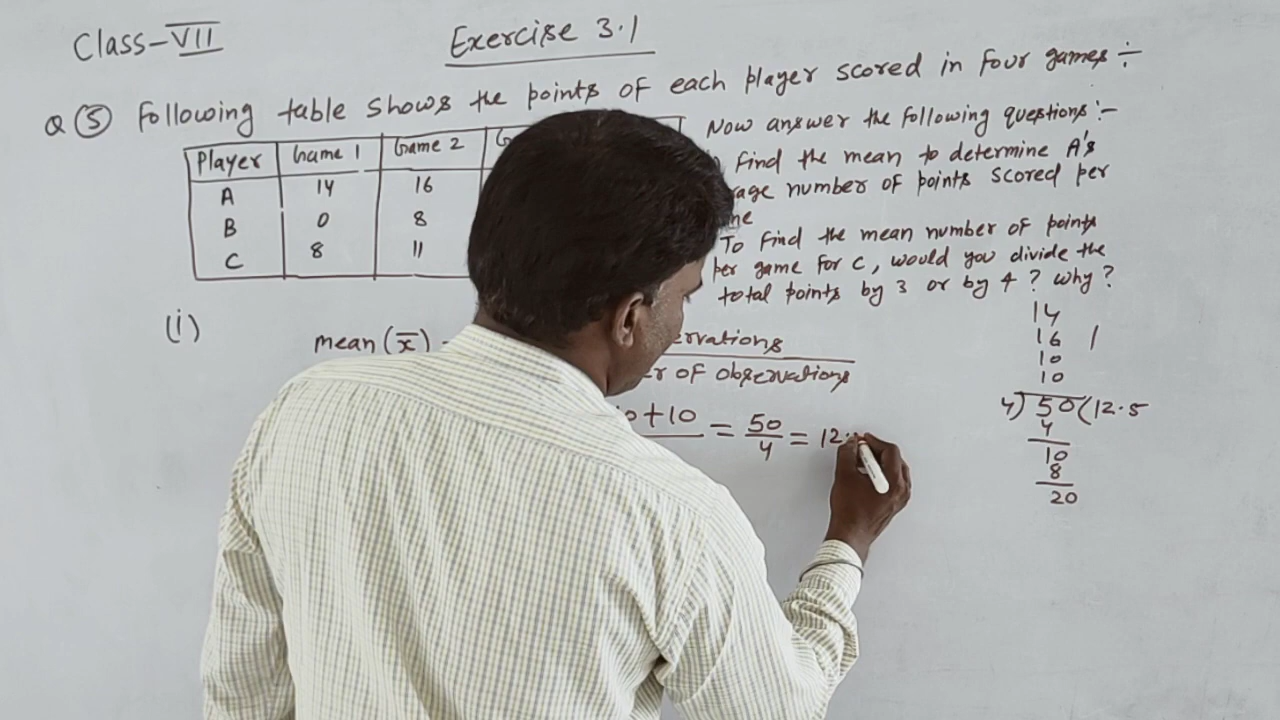 Class-VII
Exercise 3.1
Q (5) Following table shows the points of each player scored in four games ÷
Player Game 1 Game 2
A 14 16
B 0 8
C 8 11
Now answer the following questions :-
Find the mean to determine A's
number of points scored per
To find the mean number of points
per game for C, would you divide the
total points by 3 or by 4 ? why ?
(i)
mean (x̅)
of observations
+ 10 = 50/4 = 12.
14
16
10
10
4) 50 (12.5
4
10
8
20